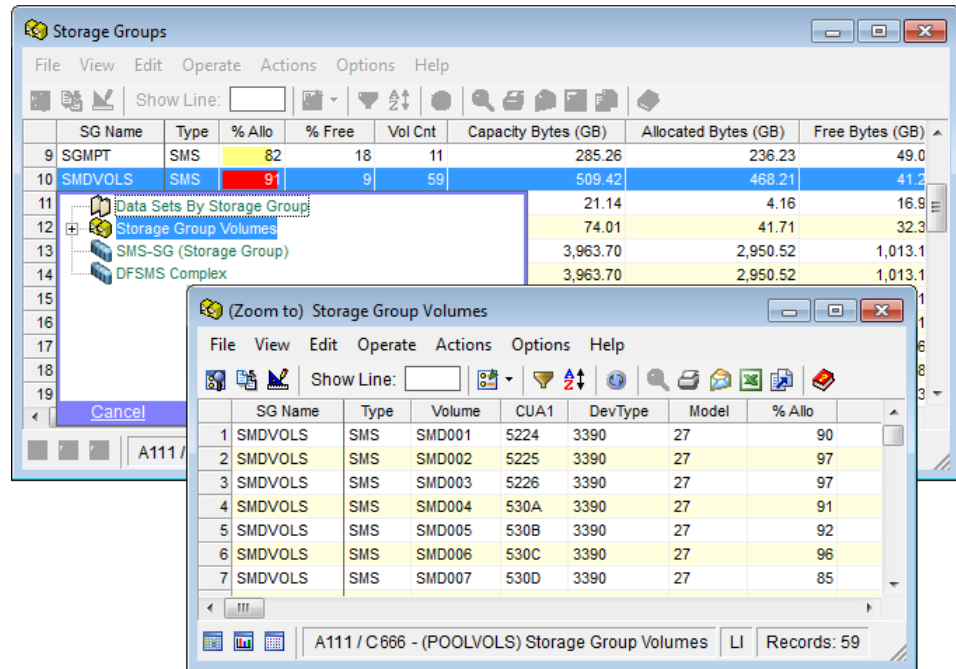 Storage Groups
File View Edit Operate Actions Options Help
Show Line:
SG Name Type % Allo % Free Vol Cnt Capacity Bytes (GB) Allocated Bytes (GB) Free Bytes (GB)
9 SGMPT SMS 82 18 11 285.26 236.23 49.0
10 SMDVOLS SMS 91 9 59 509.42 468.21 41.2
11 Data Sets By Storage Group 21.14 4.16 16.9
12 Storage Group Volumes 74.01 41.71 32.3
13 SMS-SG (Storage Group) 3,963.70 2,950.52 1,013.1
14 DFSMS Complex 3,963.70 2,950.52 1,013.1
15
16
17
18
19
Cancel
A111 /
(Zoom to) Storage Group Volumes
File View Edit Operate Actions Options Help
Show Line:
SG Name Type Volume CUA1 DevType Model % Allo
1 SMDVOLS SMS SMD001 5224 3390 27 90
2 SMDVOLS SMS SMD002 5225 3390 27 97
3 SMDVOLS SMS SMD003 5226 3390 27 97
4 SMDVOLS SMS SMD004 530A 3390 27 91
5 SMDVOLS SMS SMD005 530B 3390 27 92
6 SMDVOLS SMS SMD006 530C 3390 27 96
7 SMDVOLS SMS SMD007 530D 3390 27 85
A111 / C666 - (POOLVOLS) Storage Group Volumes LI Records: 59